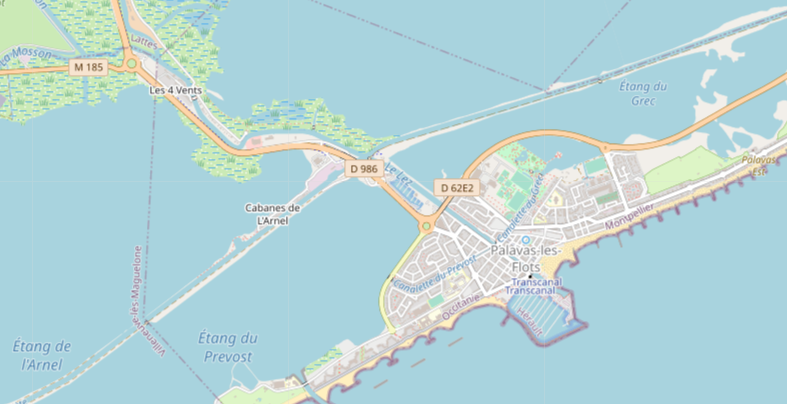 La Mosson
Lattes
M 185
Les 4 Vents
Étang du
Grec
D 986
Le Lez
D 62E2
Palavas
Est
Cabanes de
L'Arnel
Canalette du Grec
Montpellier
Palavas-les-
Flots
Canalette du Prévost
Transcanal
Transcanal
Occitanie
Hérault
Villeneuve-lès-Maguelone
Étang de
l'Arnel
Étang du
Prevost